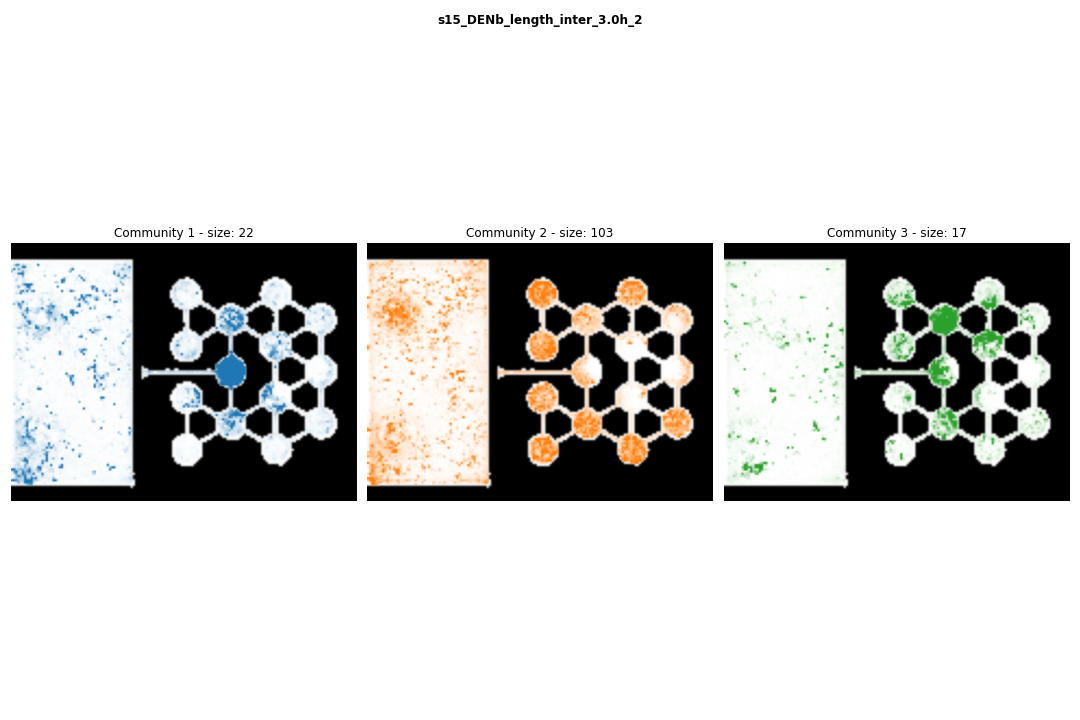 s15_DENb_length_inter_3.0h_2
Community 1 - size: 22
Community 2 - size: 103
Community 3 - size: 17